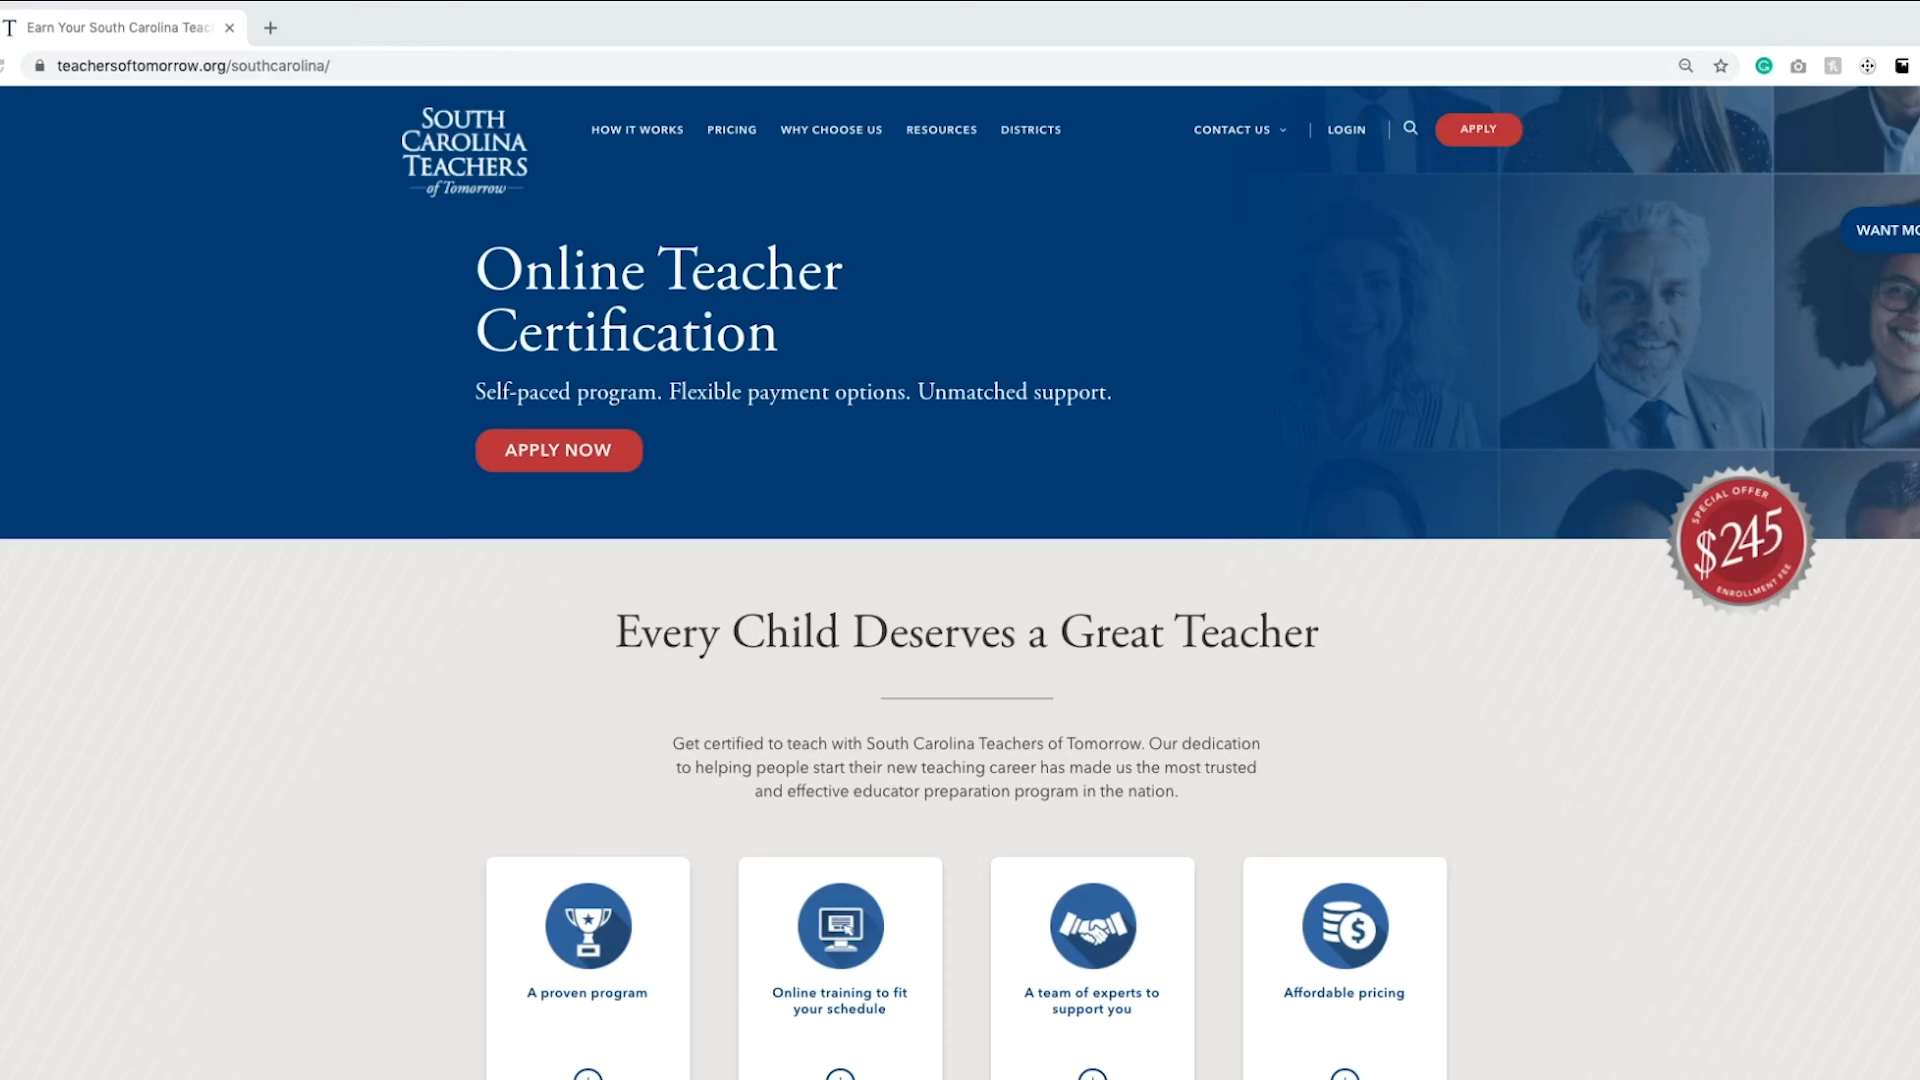 Earn Your South Carolina Teac
teachersoftomorrow.org/southcarolina/
SOUTH
CAROLINA
TEACHERS
of Tomorrow
HOW IT WORKS
PRICING
WHY CHOOSE US
RESOURCES
DISTRICTS
CONTACT US
LOGIN
APPLY
WANT MO
Online Teacher
Certification
Self-paced program. Flexible payment options. Unmatched support.
APPLY NOW
SPECIAL OFFER
$245
ENROLLMENT FEE
Every Child Deserves a Great Teacher
Get certified to teach with South Carolina Teachers of Tomorrow. Our dedication
to helping people start their new teaching career has made us the most trusted
and effective educator preparation program in the nation.
A proven program
Online training to fit
your schedule
A team of experts to
support you
Affordable pricing